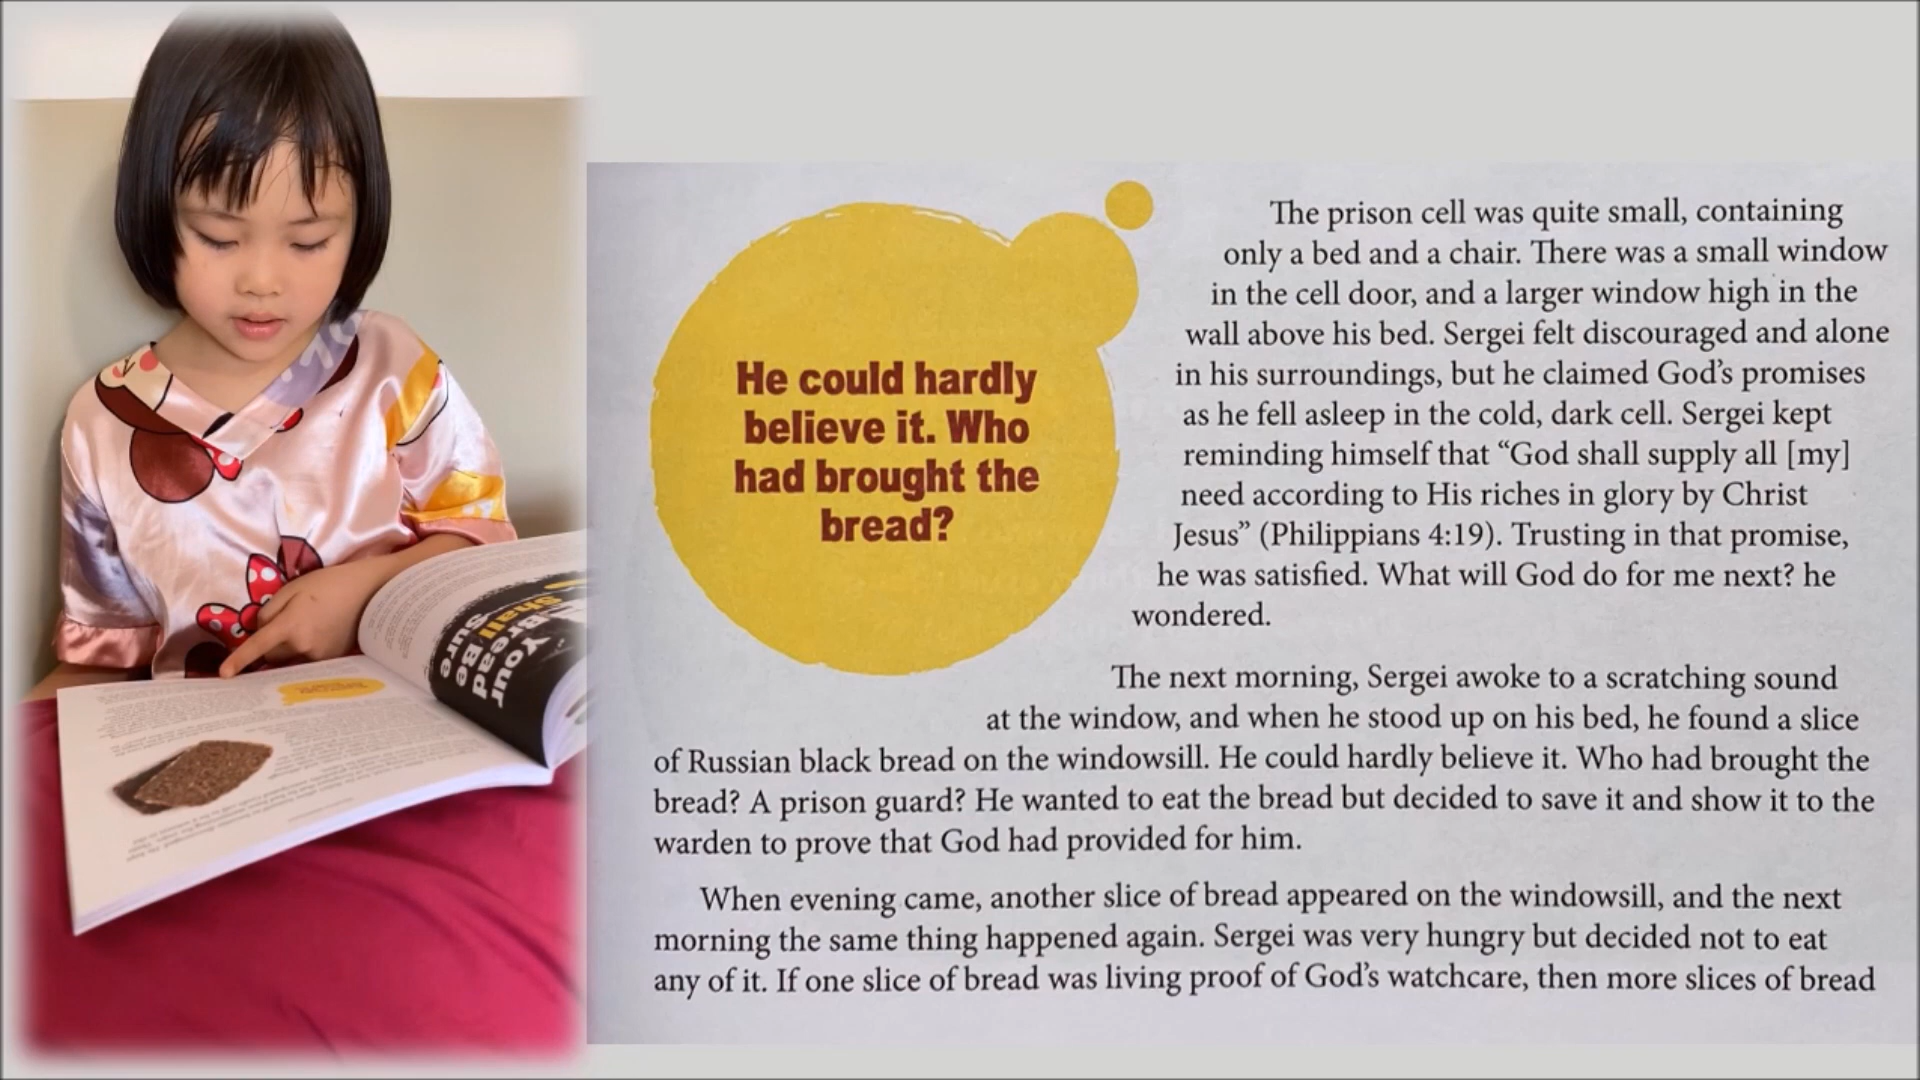 He could hardly
believe it. Who
had brought the
bread?
The prison cell was quite small, containing
only a bed and a chair. There was a small window
in the cell door, and a larger window high in the
wall above his bed. Sergei felt discouraged and alone
in his surroundings, but he claimed God's promises
as he fell asleep in the cold, dark cell. Sergei kept
reminding himself that “God shall supply all [my]
need according to His riches in glory by Christ
Jesus” (Philippians 4:19). Trusting in that promise,
he was satisfied. What will God do for me next? he
wondered.
The next morning, Sergei awoke to a scratching sound
at the window, and when he stood up on his bed, he found a slice
of Russian black bread on the windowsill. He could hardly believe it. Who had brought the
bread? A prison guard? He wanted to eat the bread but decided to save it and show it to the
warden to prove that God had provided for him.
When evening came, another slice of bread appeared on the windowsill, and the next
morning the same thing happened again. Sergei was very hungry but decided not to eat
any of it. If one slice of bread was living proof of God's watchcare, then more slices of bread
Your
Bread
Shall Be
Sure